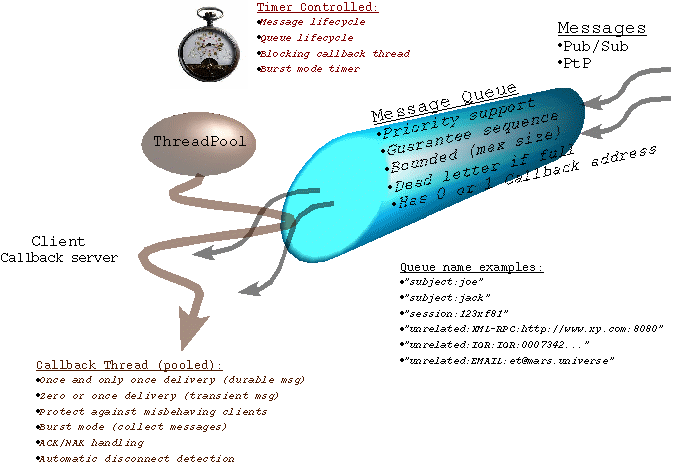 Timer Controlled:
•Message lifecycle
•Queue lifecycle
•Blocking callback thread
•Burst mode timer
Messages
•Pub/Sub
•PtP
Message Queue
•Priority support
•Guarantee sequence
•Bounded (max size)
•Dead letter if full
•Has 0 or 1 callback address
ThreadPool
Client
Callback server
Queue name examples:
•"subject:joe"
•"subject:jack"
•"session:123xf81"
•"unrelated:XML-RPC:http://www.xy.com:8080"
•"unrelated:IOR:IOR:0007342..."
•"unrelated:EMAIL:et@mars.universe"
Callback Thread (pooled):
•Once and only once delivery (durable msg)
•Zero or once delivery (transient msg)
•Protect against misbehaving clients
•Burst mode (collect messages)
•ACK/NAK handling
•Automatic disconnect detection